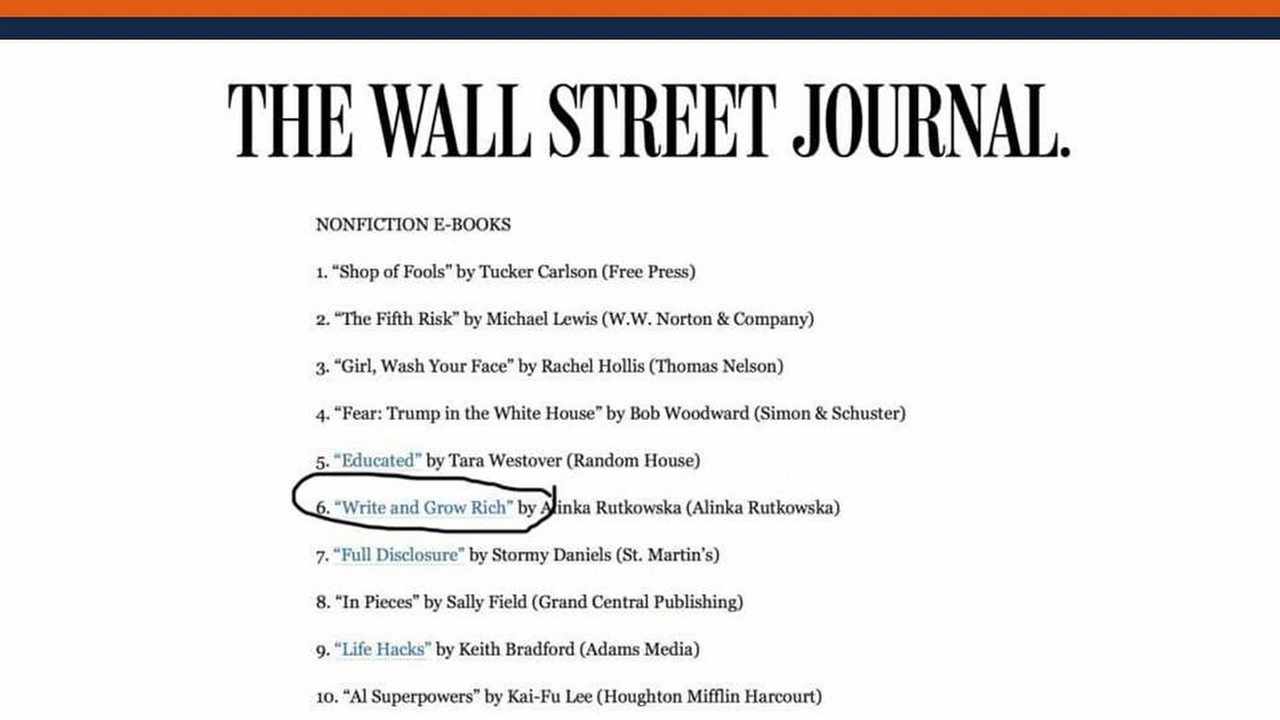 THE WALL STREET JOURNAL.
NONFICTION E-BOOKS
1. “Shop of Fools” by Tucker Carlson (Free Press)
2. “The Fifth Risk” by Michael Lewis (W.W. Norton & Company)
3. “Girl, Wash Your Face” by Rachel Hollis (Thomas Nelson)
4. “Fear: Trump in the White House” by Bob Woodward (Simon & Schuster)
5. “Educated” by Tara Westover (Random House)
6. “Write and Grow Rich” by Alinka Rutkowska (Alinka Rutkowska)
7. “Full Disclosure” by Stormy Daniels (St. Martin’s)
8. “In Pieces” by Sally Field (Grand Central Publishing)
9. “Life Hacks” by Keith Bradford (Adams Media)
10. “Al Superpowers” by Kai-Fu Lee (Houghton Mifflin Harcourt)